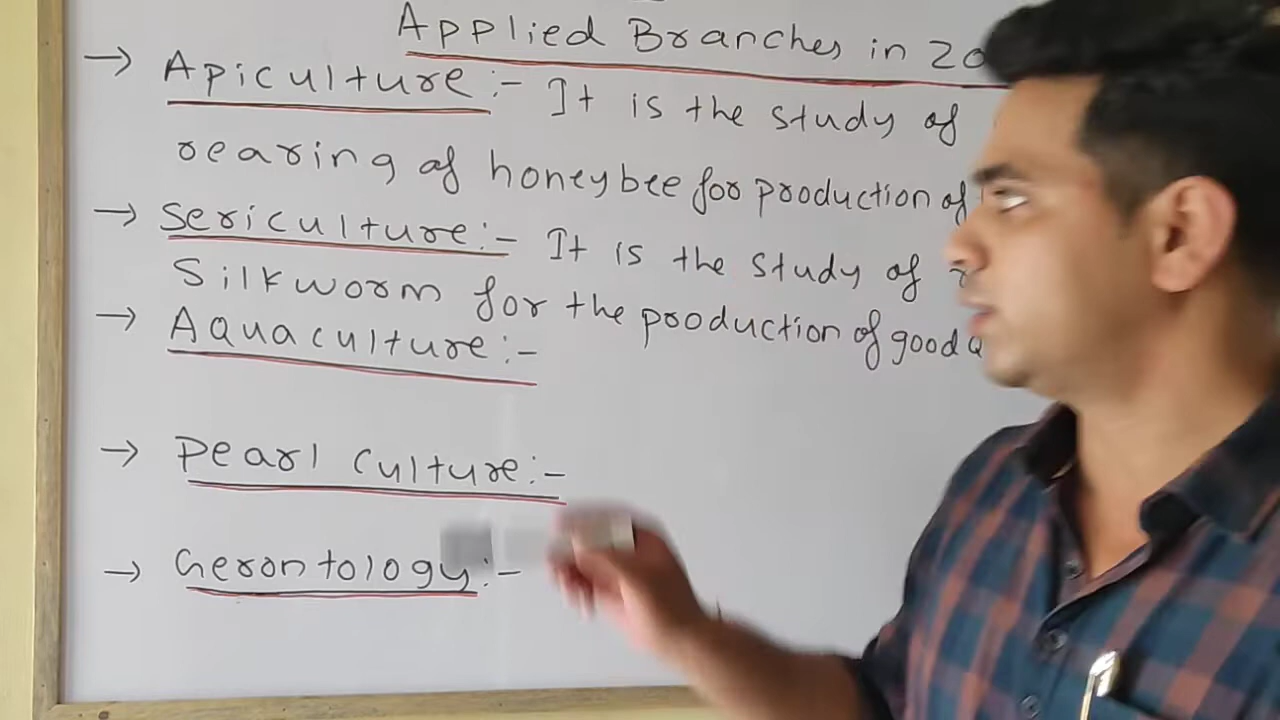 Applied Branches in Zo
→ Apiculture :- It is the study of
rearing of honeybee for production of
→ Sericulture :- It is the study of
Silkworm for the production of good
→ Aquaculture :-
→ Pearl Culture :-
→ Gerontology :-